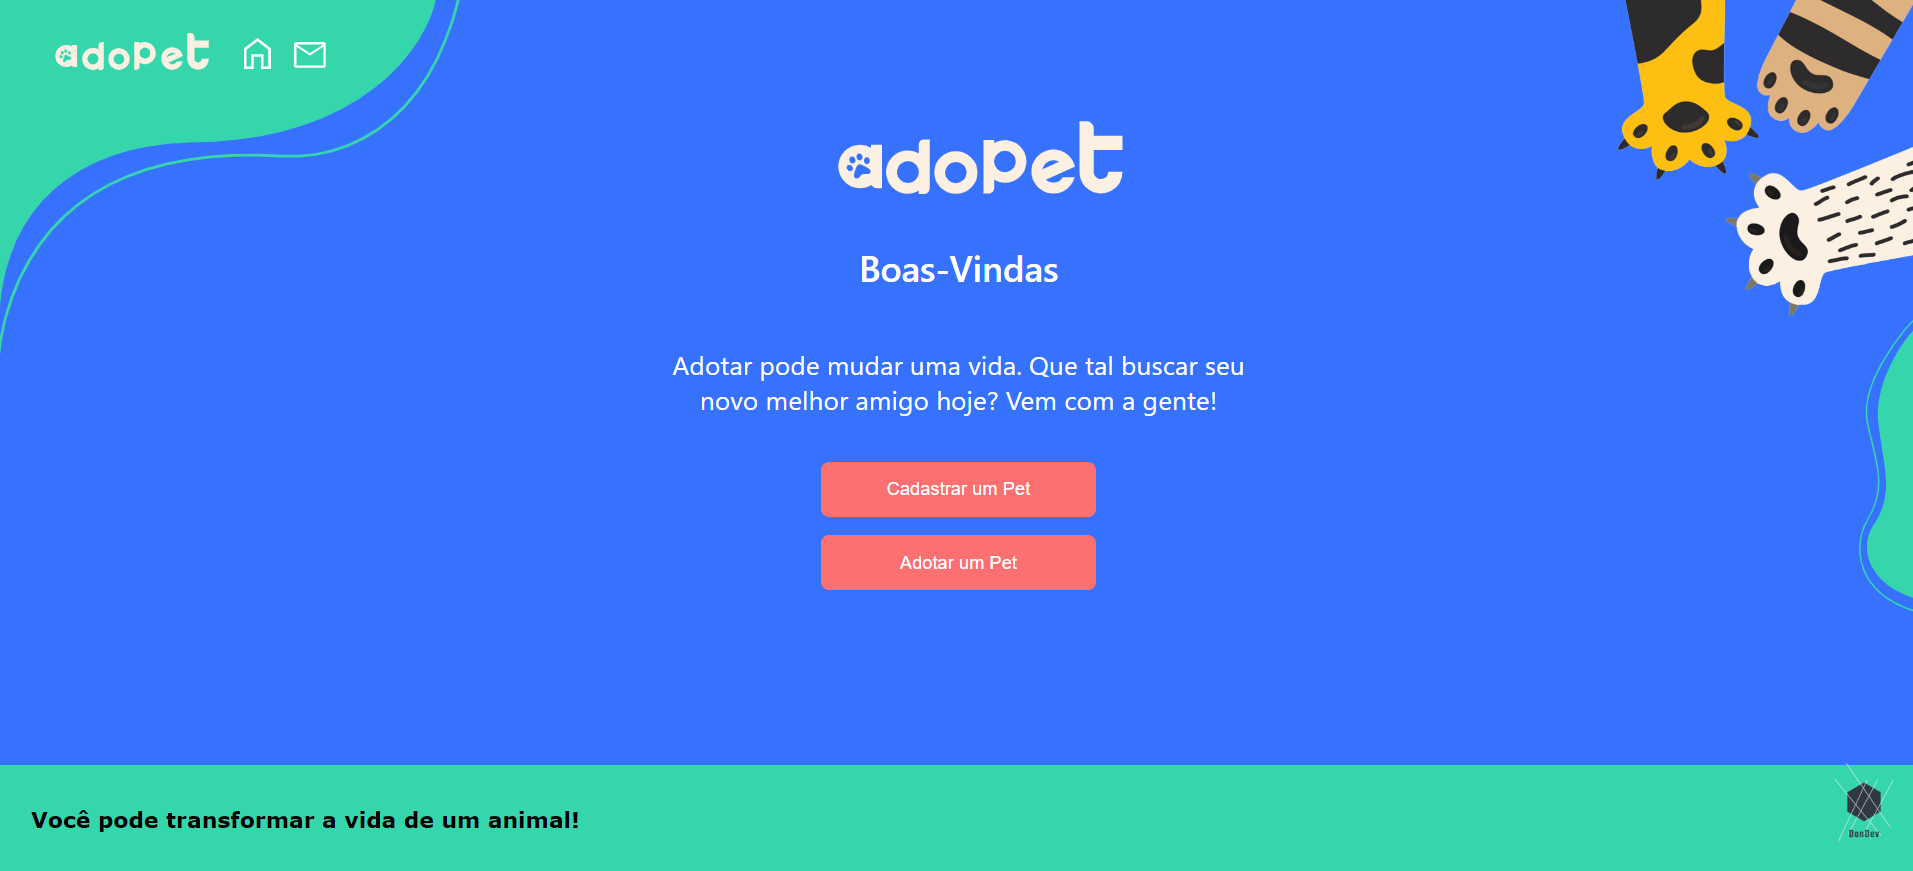 adopet
adopet
Boas-Vindas
Adotar pode mudar uma vida. Que tal buscar seu
novo melhor amigo hoje? Vem com a gente!
Cadastrar um Pet
Adotar um Pet
Você pode transformar a vida de um animal!
DanDev